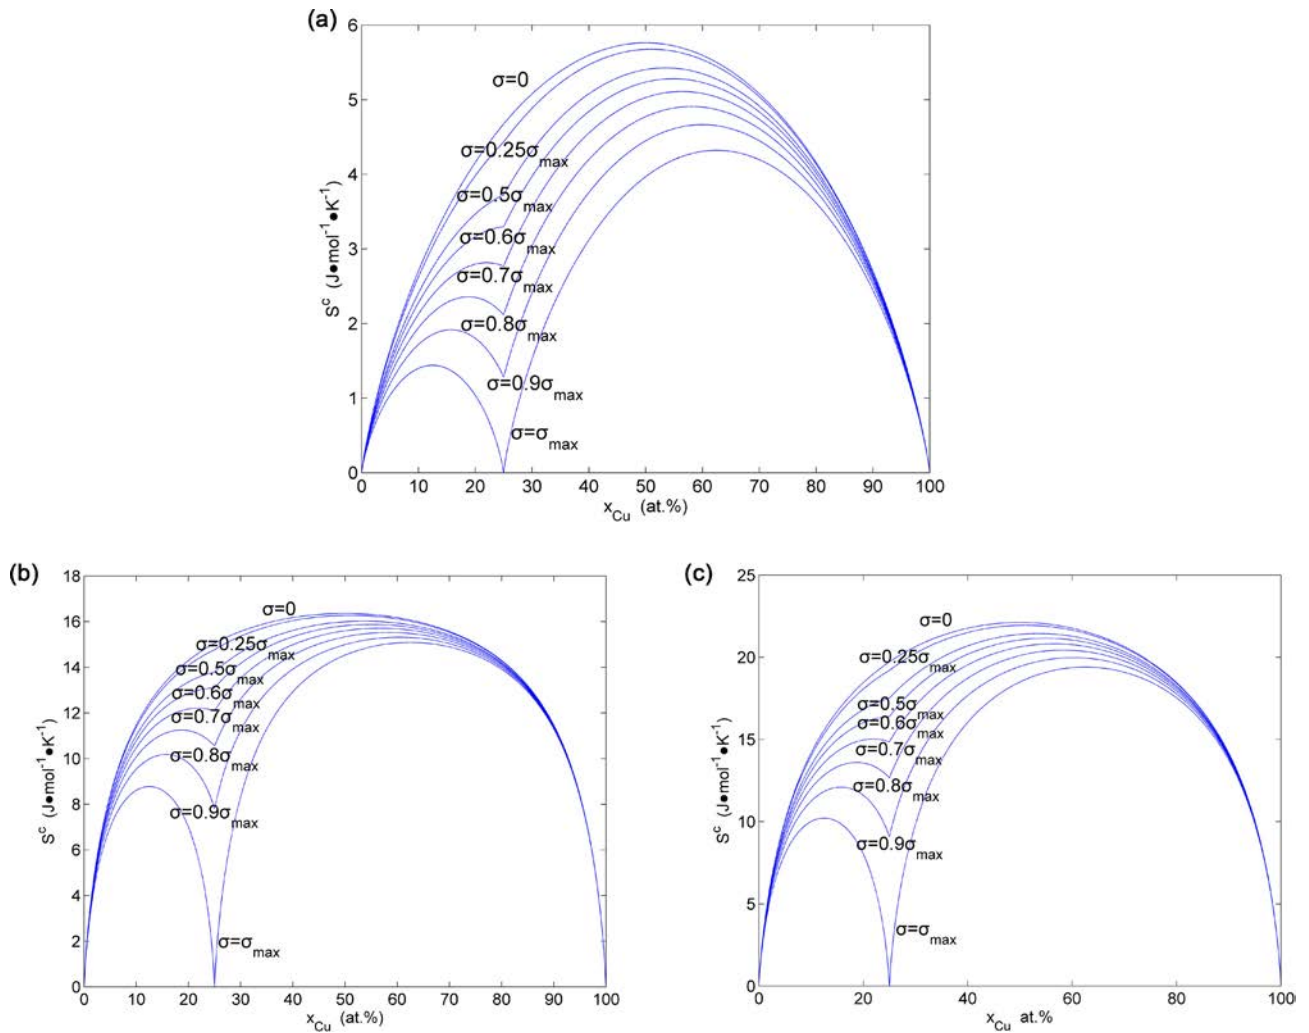 (a)
6
5
4
3
2
1
0
S^c (J●mol^-1●K^-1)
σ=0
σ=0.25σ_max
σ=0.5σ_max
σ=0.6σ_max
σ=0.7σ_max
σ=0.8σ_max
σ=0.9σ_max
σ=σ_max
0 10 20 30 40 50 60 70 80 90 100
x_Cu (at.%)
(b)
18
16
14
12
10
8
6
4
2
0
S^c (J●mol^-1●K^-1)
σ=0
σ=0.25σ_max
σ=0.5σ_max
σ=0.6σ_max
σ=0.7σ_max
σ=0.8σ_max
σ=0.9σ_max
σ=σ_max
0 10 20 30 40 50 60 70 80 90 100
x_Cu (at.%)
(c)
25
20
15
10
5
0
S^c (J●mol^-1●K^-1)
σ=0
σ=0.25σ_max
σ=0.5σ_max
σ=0.6σ_max
σ=0.7σ_max
σ=0.8σ_max
σ=0.9σ_max
σ=σ_max
0 20 40 60 80 100
x_Cu at.%)